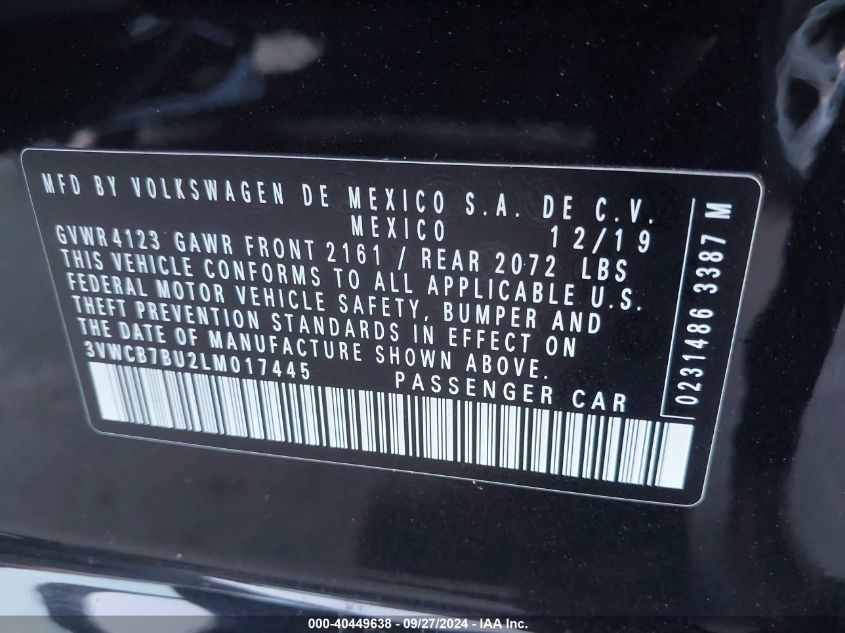 MFD BY VOLKSWAGEN DE MEXICO S.A. DE C.V.
MEXICO 12/19
GVWR4123 GAWR FRONT 2161 / REAR 2072 LBS
THIS VEHICLE CONFORMS TO ALL APPLICABLE U.S.
FEDERAL MOTOR VEHICLE SAFETY, BUMPER AND
THEFT PREVENTION STANDARDS IN EFFECT ON
THE DATE OF MANUFACTURE SHOWN ABOVE.
3VWCB7BU2LM017445
PASSENGER CAR
0231486 3387 M
000-40449638 - 09/27/2024 - IAA Inc.